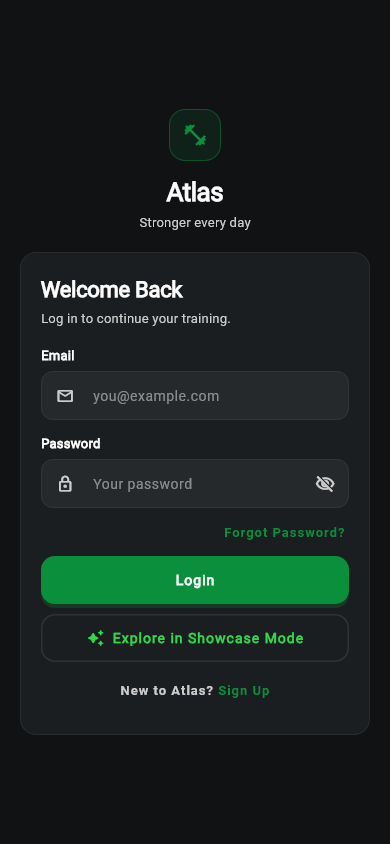 Atlas
Stronger every day
Welcome Back
Log in to continue your training.
Email
you@example.com
Password
Your password
Forgot Password?
Login
Explore in Showcase Mode
New to Atlas? Sign Up